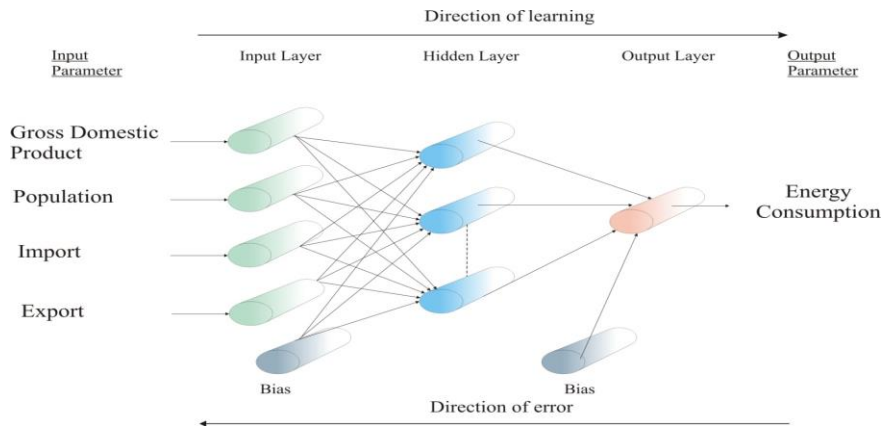 Direction of learning
Input
Parameter
Input Layer
Hidden Layer
Output Layer
Output
Parameter
Gross Domestic
Product
Population
Import
Export
Energy
Consumption
Bias
Bias
Direction of error